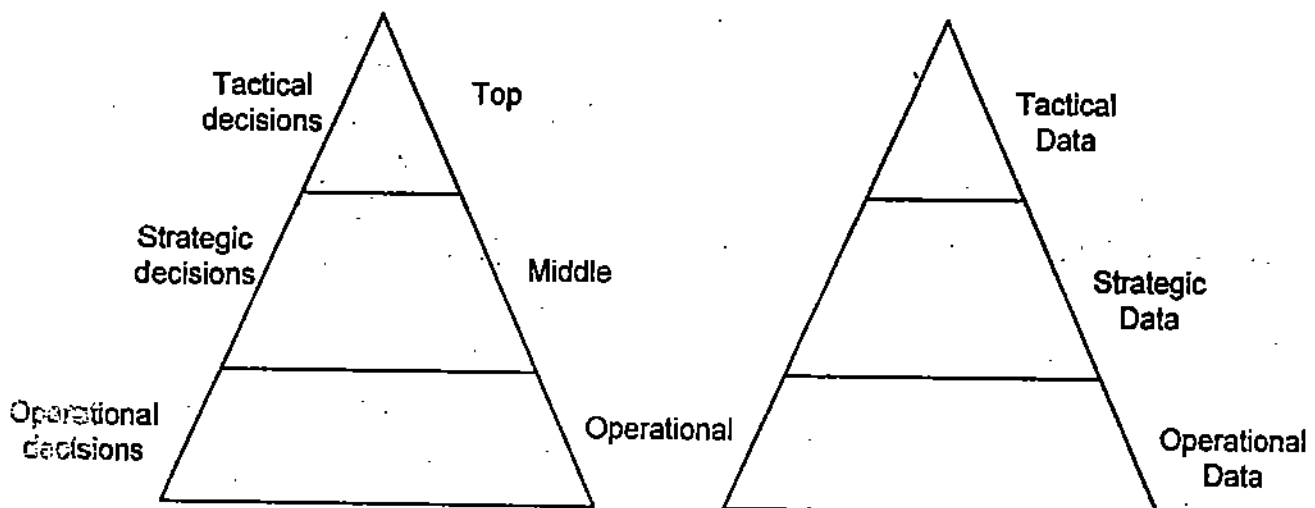 Tactical
decisions
Top
Tactical
Data
Strategic
decisions
Middle
Strategic
Data
Operational
decisions
Operational
Operational
Data